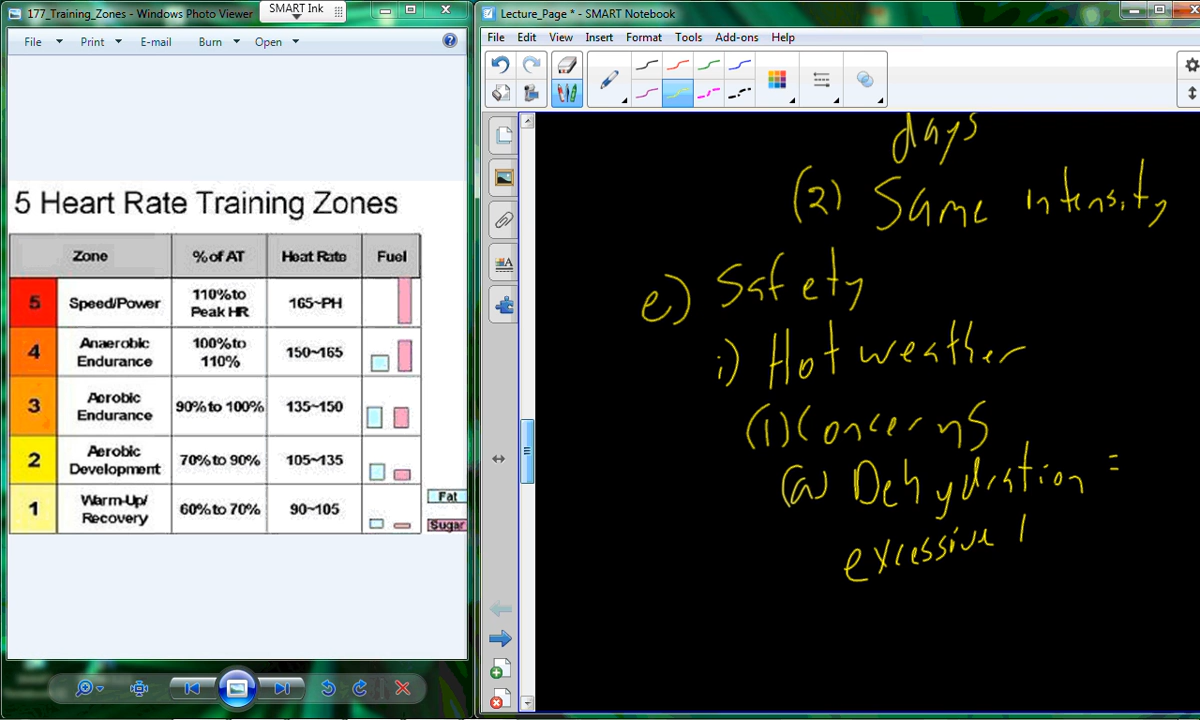 177_Training_Zones - Windows Photo Viewer
SMART Ink
File Print E-mail Burn Open
5 Heart Rate Training Zones
Zone % of AT Heat Rate Fuel
5 Speed/Power 110% to Peak HR 165~PH
4 Anaerobic Endurance 100% to 110% 150~165
3 Aerobic Endurance 90% to 100% 135~150
2 Aerobic Development 70% to 90% 105~135
1 Warm-Up/ Recovery 60% to 70% 90~105
Fat
Sugar
Lecture_Page * - SMART Notebook
File Edit View Insert Format Tools Add-ons Help
days
(2) Same intensity
e) Safety
i) Hot weather
(1) Concerns
(a) Dehydration =
excessive l